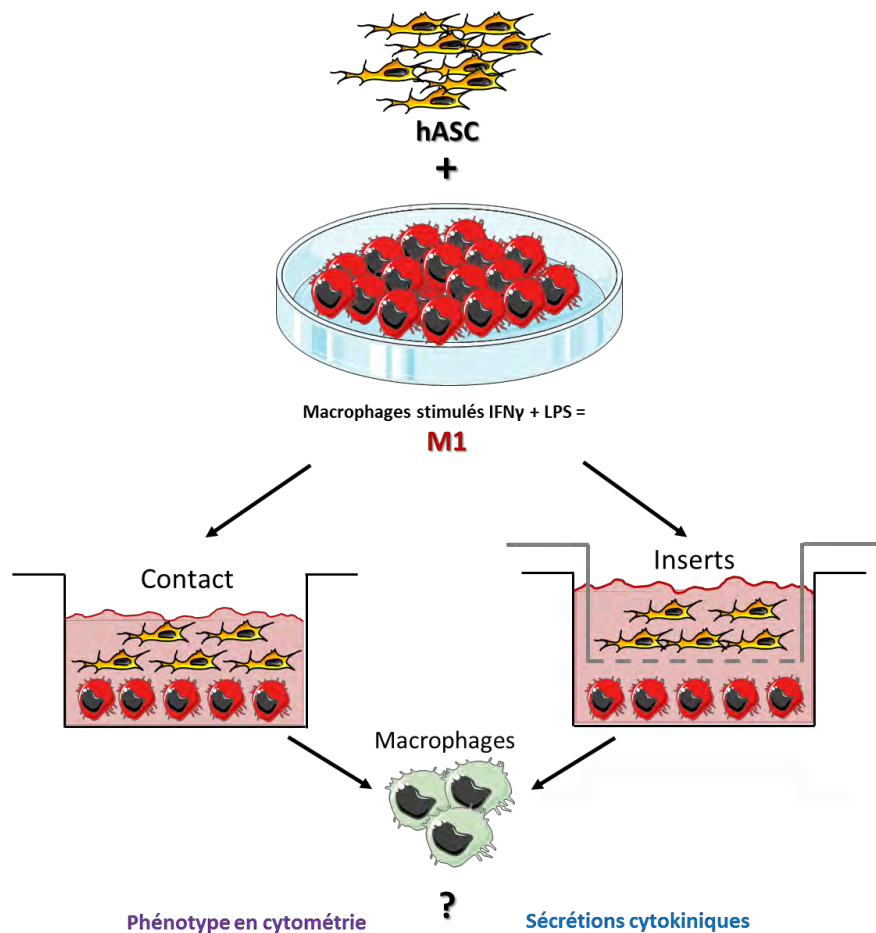 hASC
+
Macrophages stimulés IFNγ + LPS =
M1
Contact
Inserts
Macrophages
?
Phénotype en cytométrie
Sécrétions cytokiniques